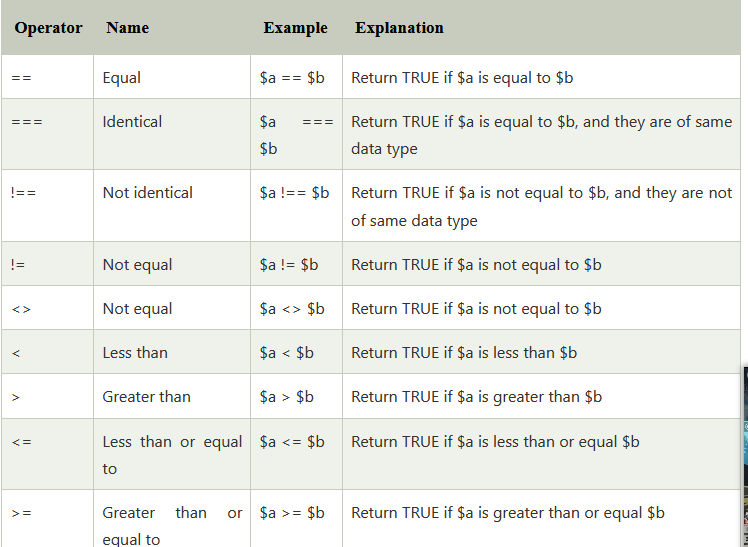 Operator Name Example Explanation
== Equal $a == $b Return TRUE if $a is equal to $b
=== Identical $a === Return TRUE if $a is equal to $b, and they are of same
$b data type
!== Not identical $a !== $b Return TRUE if $a is not equal to $b, and they are not
of same data type
!= Not equal $a != $b Return TRUE if $a is not equal to $b
<> Not equal $a <> $b Return TRUE if $a is not equal to $b
< Less than $a < $b Return TRUE if $a is less than $b
> Greater than $a > $b Return TRUE if $a is greater than $b
<= Less than or equal $a <= $b Return TRUE if $a is less than or equal $b
to
>= Greater than or $a >= $b Return TRUE if $a is greater than or equal $b
equal to